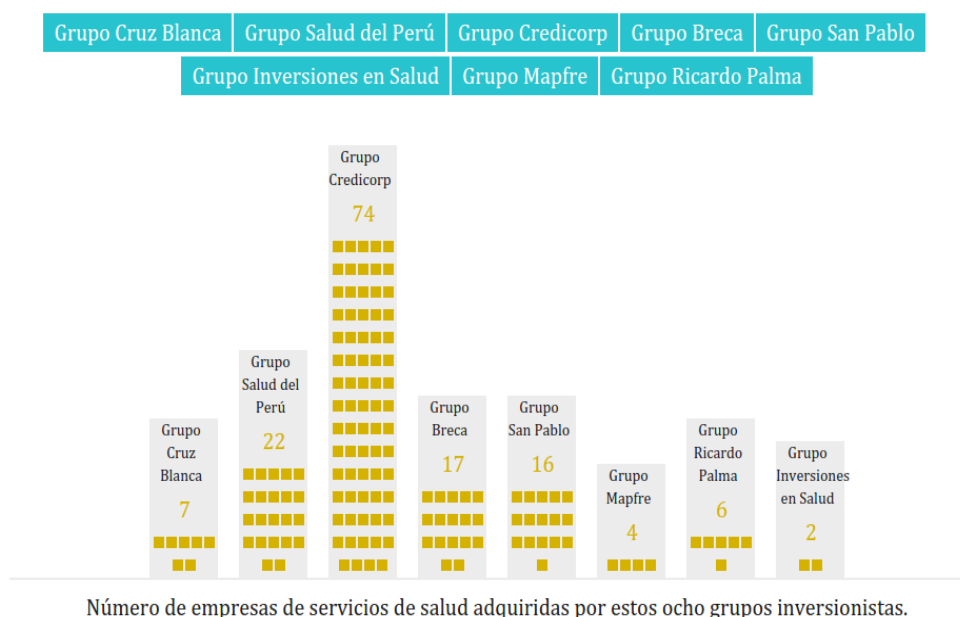 Grupo Cruz Blanca Grupo Salud del Perú Grupo Credicorp Grupo Breca Grupo San Pablo
Grupo Inversiones en Salud Grupo Mapfre Grupo Ricardo Palma
Grupo
Cruz
Blanca
7
Grupo
Salud del
Perú
22
Grupo
Credicorp
74
Grupo
Breca
17
Grupo
San Pablo
16
Grupo
Mapfre
4
Grupo
Ricardo
Palma
6
Grupo
Inversiones
en Salud
2
Número de empresas de servicios de salud adquiridas por estos ocho grupos inversionistas.